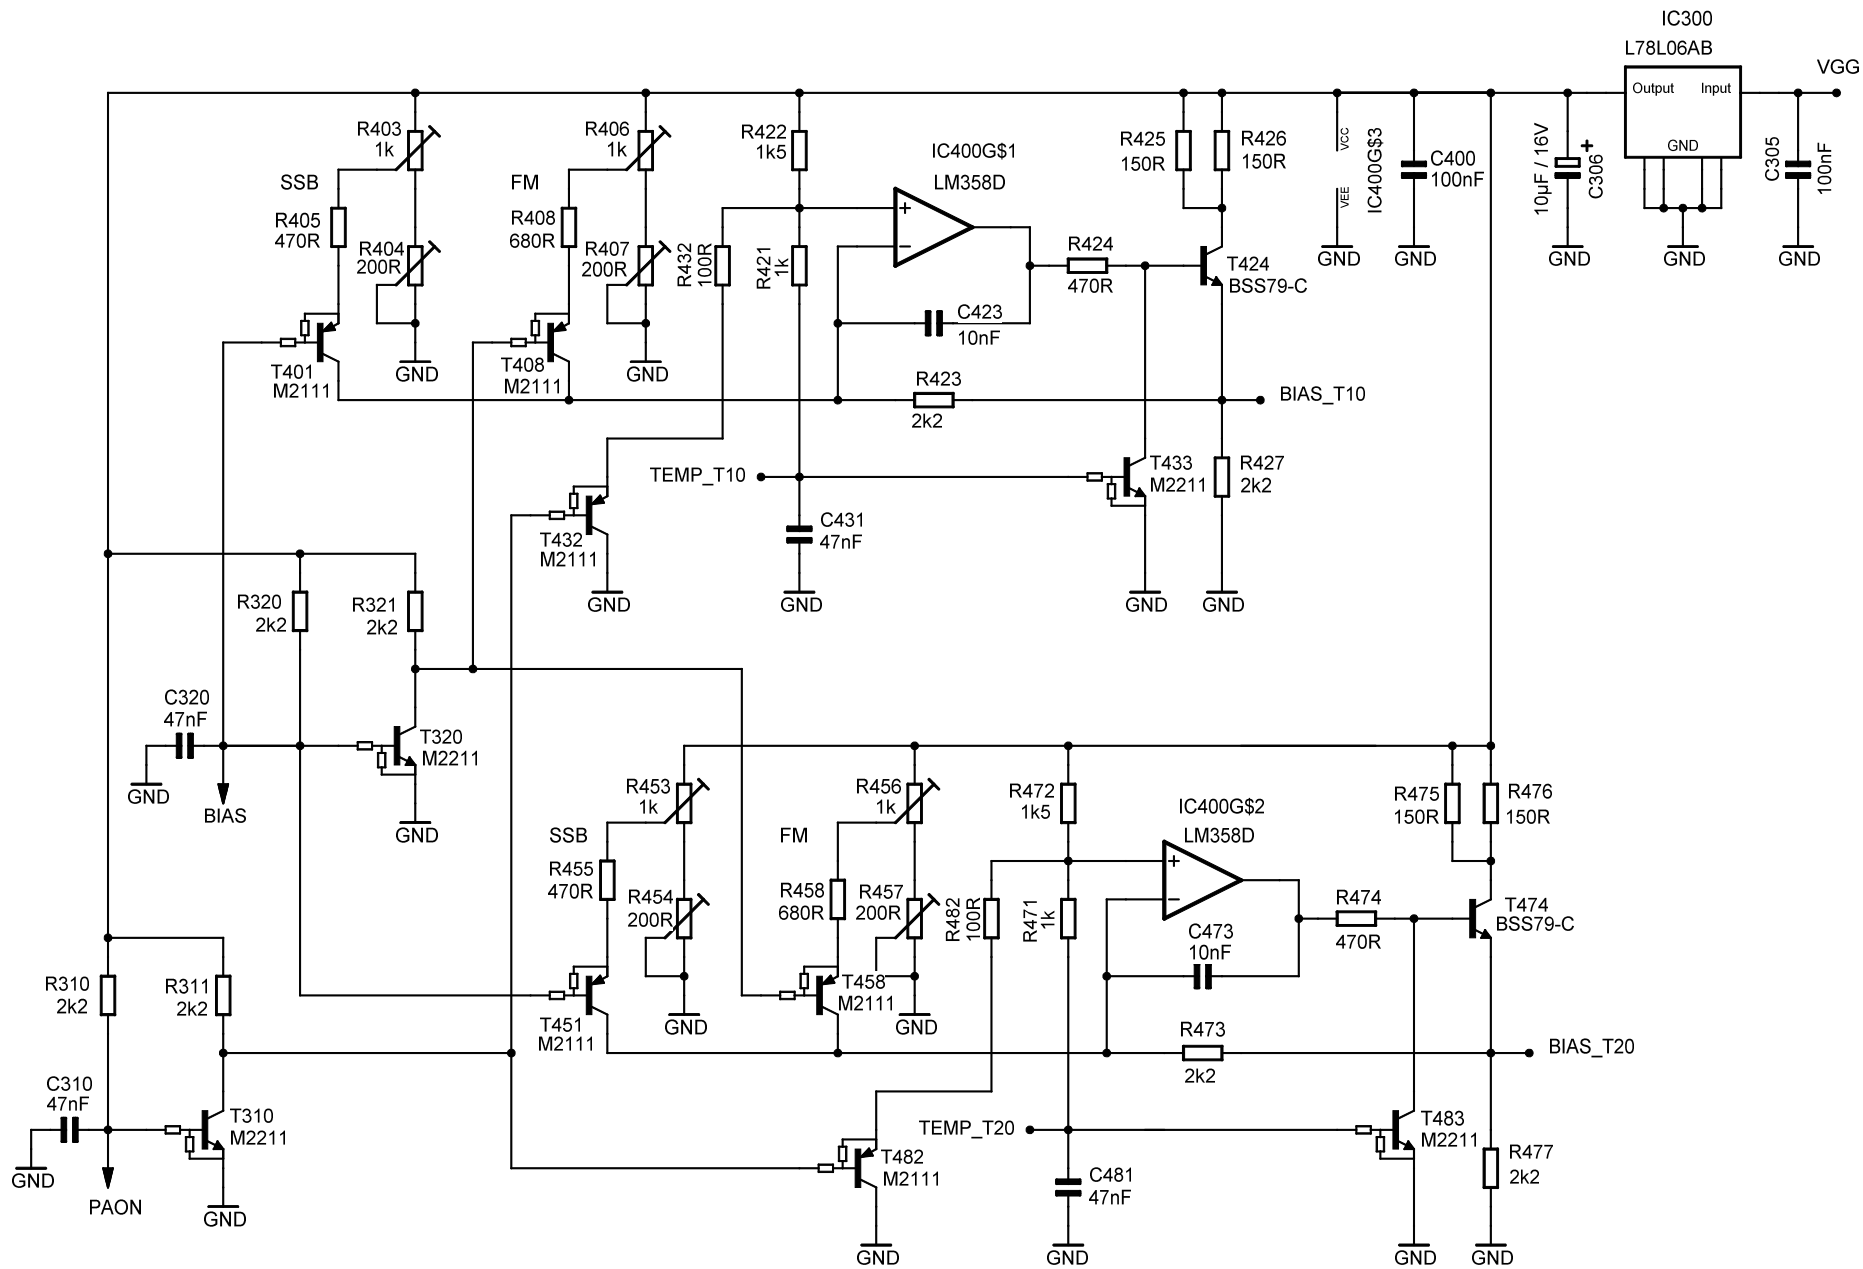 IC300
L78L06AB
VGG
Output Input
GND
R403
1k
R406
1k
R422
1k5
IC400G$1
LM358D
R425
150R
R426
150R
VCC
VEE
IC400G$3
C400
100nF
10µF / 16V
+
C306
C305
100nF
SSB
R405
470R
FM
R408
680R
R404
200R
R407
200R
R432
100R
R421
1k
+
−
R424
470R
T424
BSS79-C
GND
GND
GND
GND
GND
C423
10nF
T401
M2111
GND
T408
M2111
GND
R423
2k2
BIAS_T10
TEMP_T10
T433
M2211
R427
2k2
T432
M2111
C431
47nF
GND
GND
GND
GND
R320
2k2
R321
2k2
C320
47nF
T320
M2211
GND
BIAS
GND
R453
1k
R456
1k
R472
1k5
IC400G$2
LM358D
R475
150R
R476
150R
SSB
R455
470R
FM
R458
680R
R454
200R
R457
200R
R482
100R
R471
1k
+
−
R474
470R
T474
BSS79-C
C473
10nF
R310
2k2
R311
2k2
T451
M2111
GND
T458
M2111
GND
R473
2k2
BIAS_T20
C310
47nF
T310
M2211
TEMP_T20
T483
M2211
R477
2k2
T482
M2111
C481
47nF
GND
PAON
GND
GND
GND
GND
GND